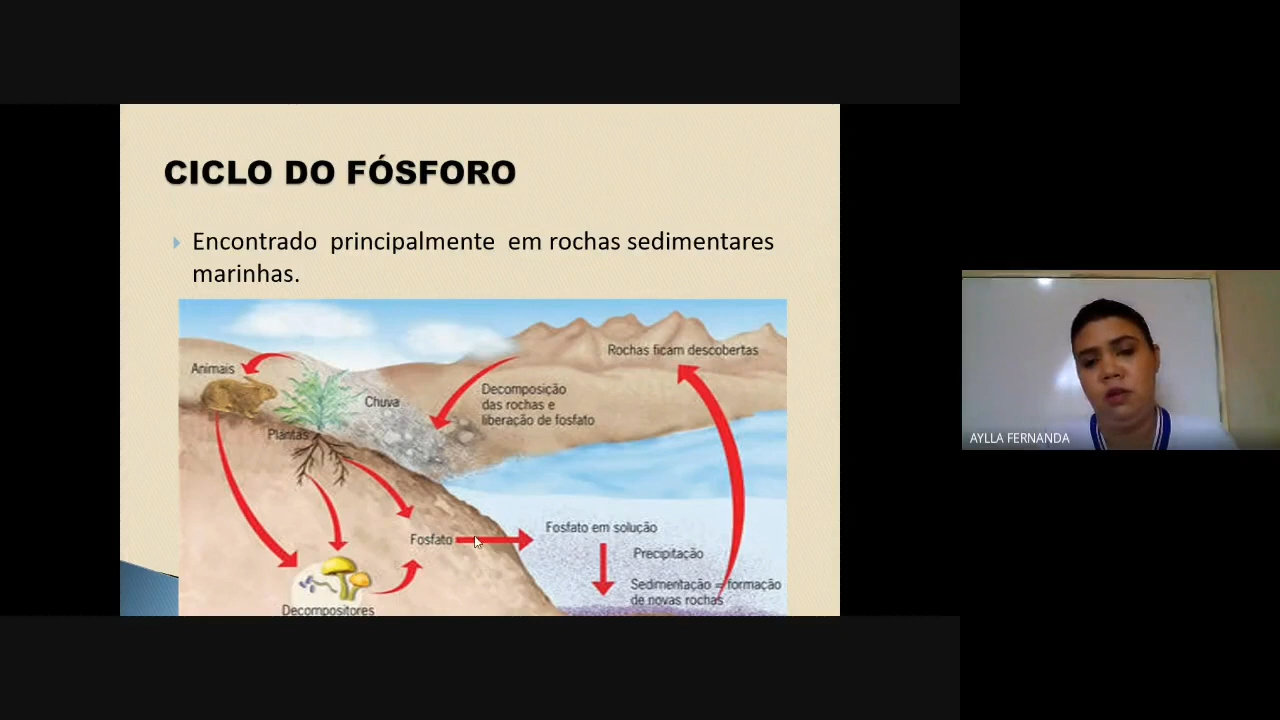 CICLO DO FÓSFORO
Encontrado principalmente em rochas sedimentares
marinhas.
Rochas ficam descobertas
Animais
Decomposição
das rochas e
liberação de fosfato
Chuva
Plantas
Fosfato
Fosfato em solução
Precipitação
Sedimentação = formação
de novas rochas
Decompositores
AYLLA FERNANDA